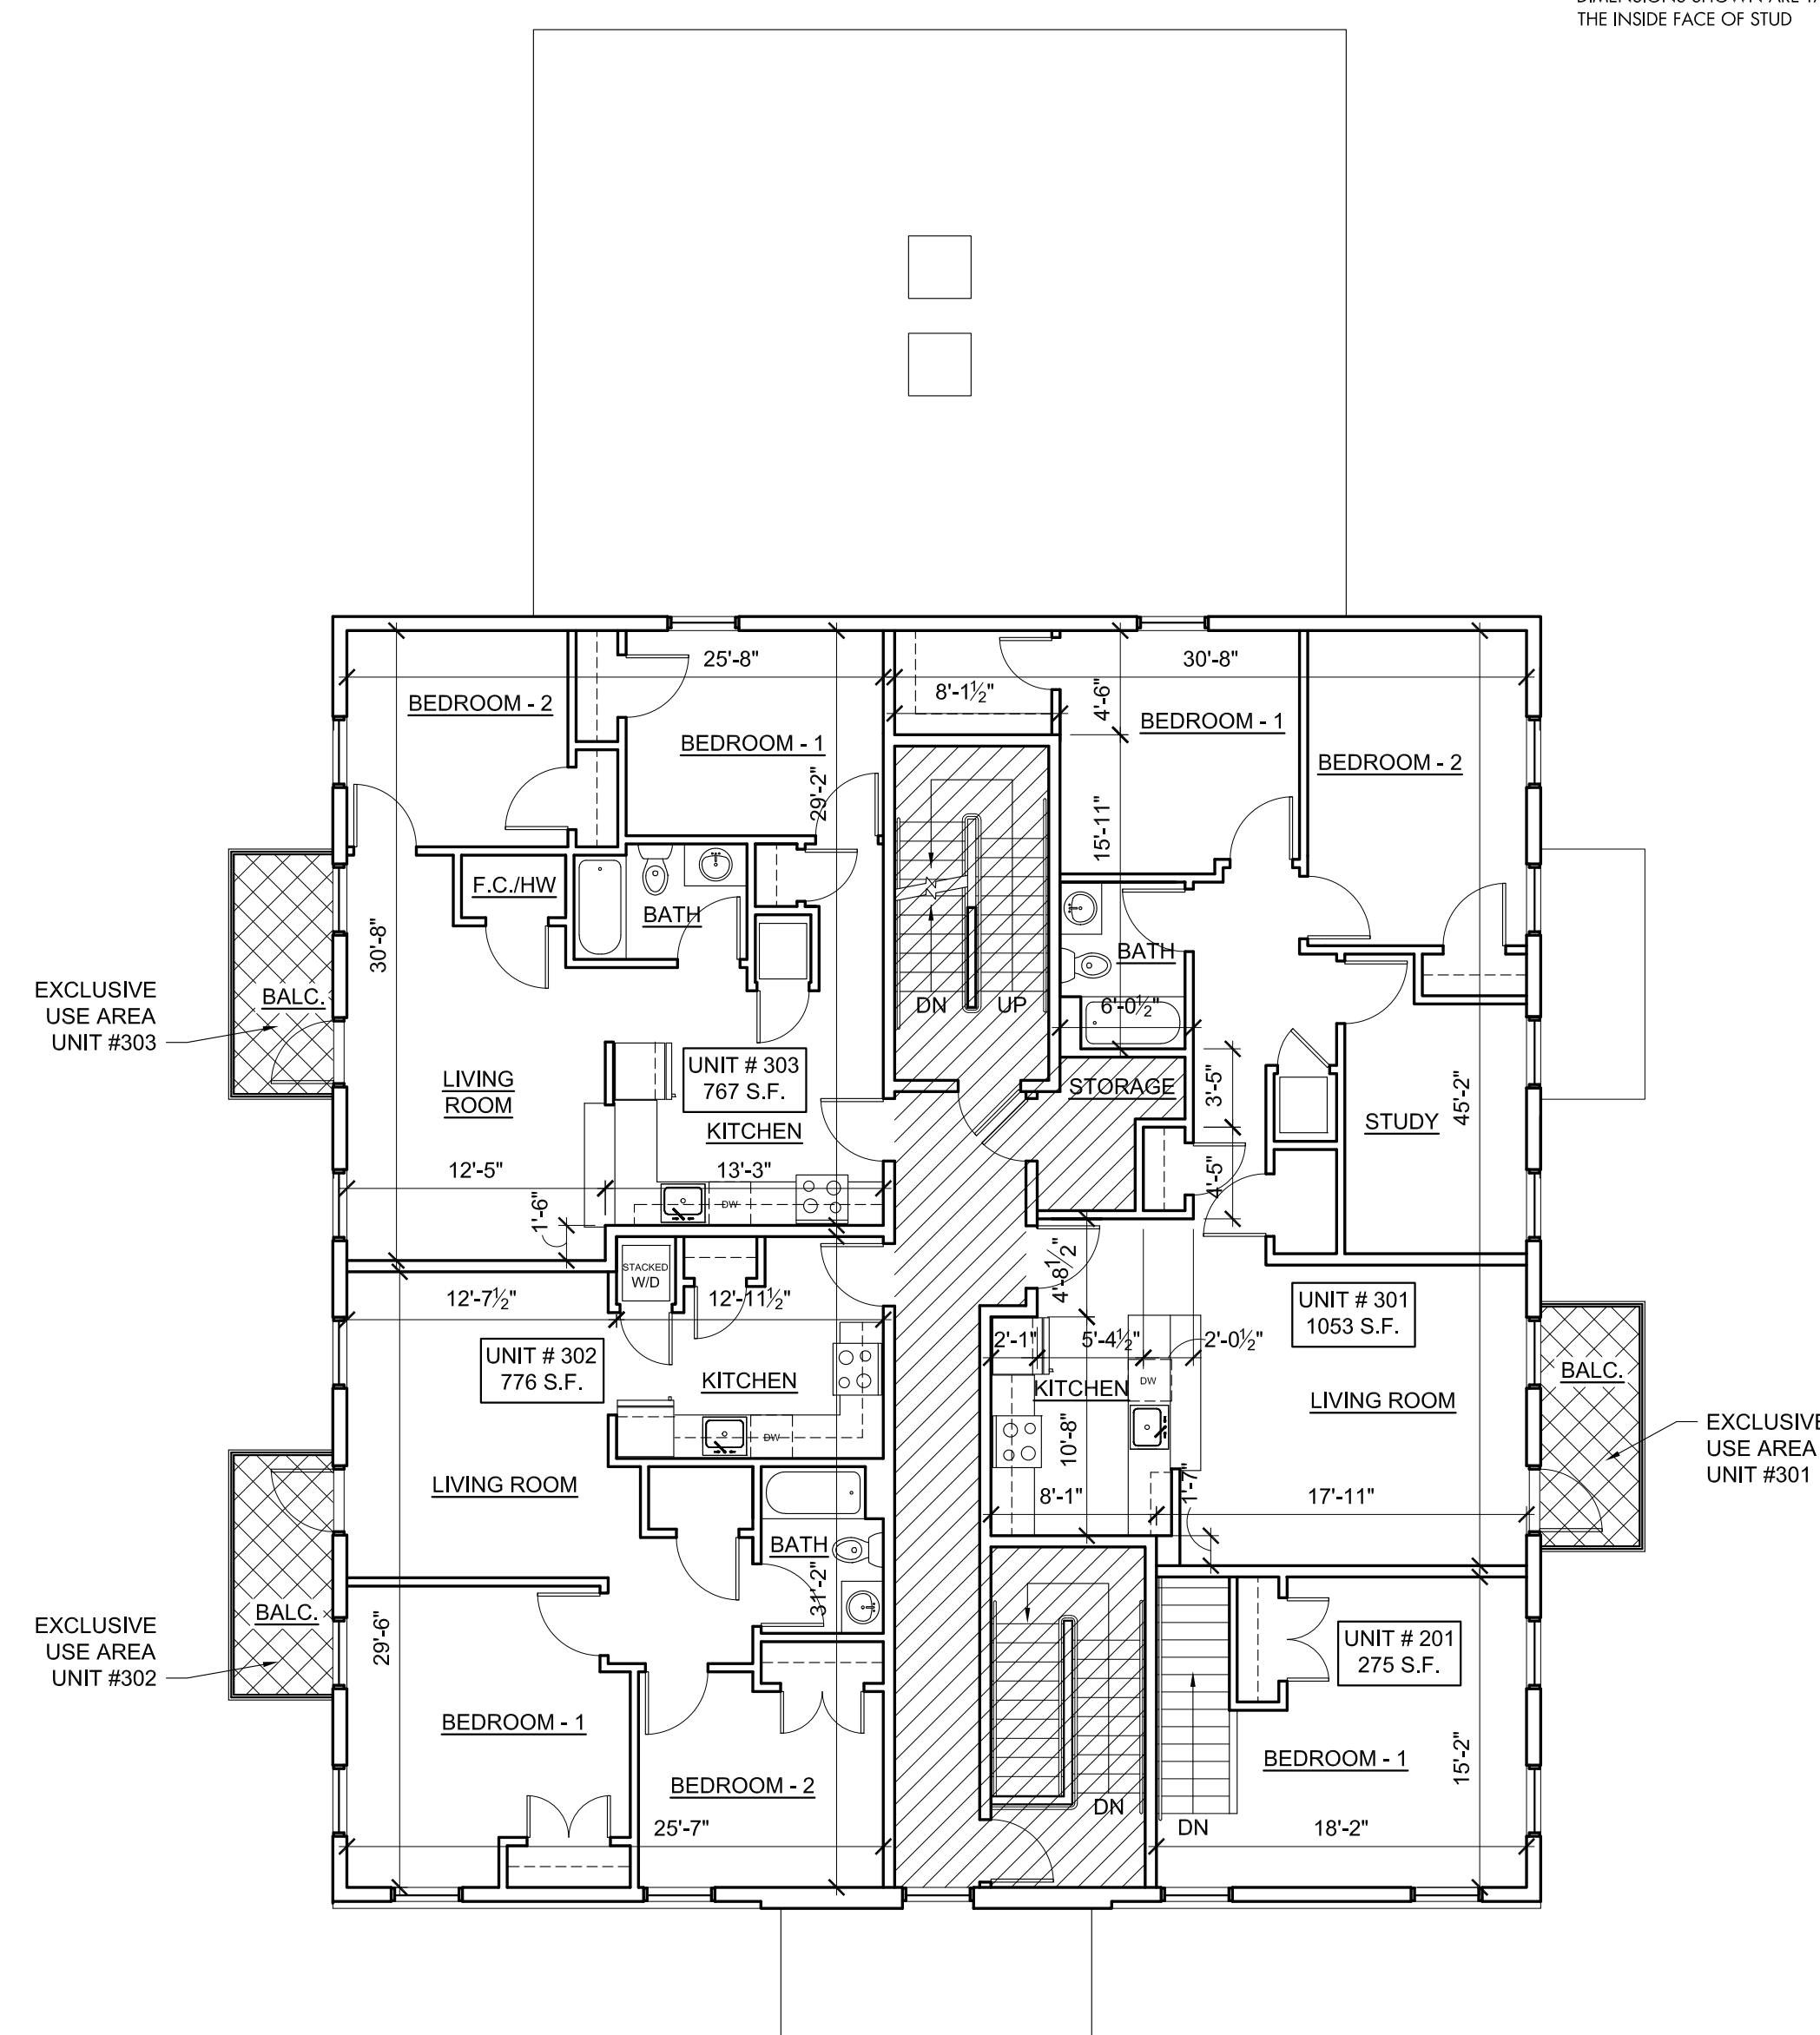 THE INSIDE FACE OF STUD
25'-8"
30'-8"
8'-1½"
4'-6"
BEDROOM - 2
BEDROOM - 1
BEDROOM - 1
BEDROOM - 2
29'-2"
15'-11"
F.C./HW
BATH
30'-8"
BATH
EXCLUSIVE
USE AREA
UNIT #303
BALC.
DN
UP
6'-0½"
UNIT # 303
767 S.F.
LIVING
ROOM
STORAGE
3'-5"
45'-2"
KITCHEN
STUDY
12'-5"
13'-3"
4'-5"
1'-6"
DW
STACKED
W/D
4'-8½"
12'-7½"
12'-11½"
UNIT # 301
1053 S.F.
UNIT # 302
776 S.F.
2'-1"
5'-4½"
2'-0½"
KITCHEN
KITCHEN
DW
BALC.
LIVING ROOM
EXCLUSIVE
USE AREA
UNIT #301
DW
10'-8"
LIVING ROOM
8'-1"
1'-7"
17'-11"
BATH
31'-2"
EXCLUSIVE
USE AREA
UNIT #302
BALC.
29'-6"
UNIT # 201
275 S.F.
BEDROOM - 1
BEDROOM - 1
15'-2"
BEDROOM - 2
DN
DN
25'-7"
18'-2"